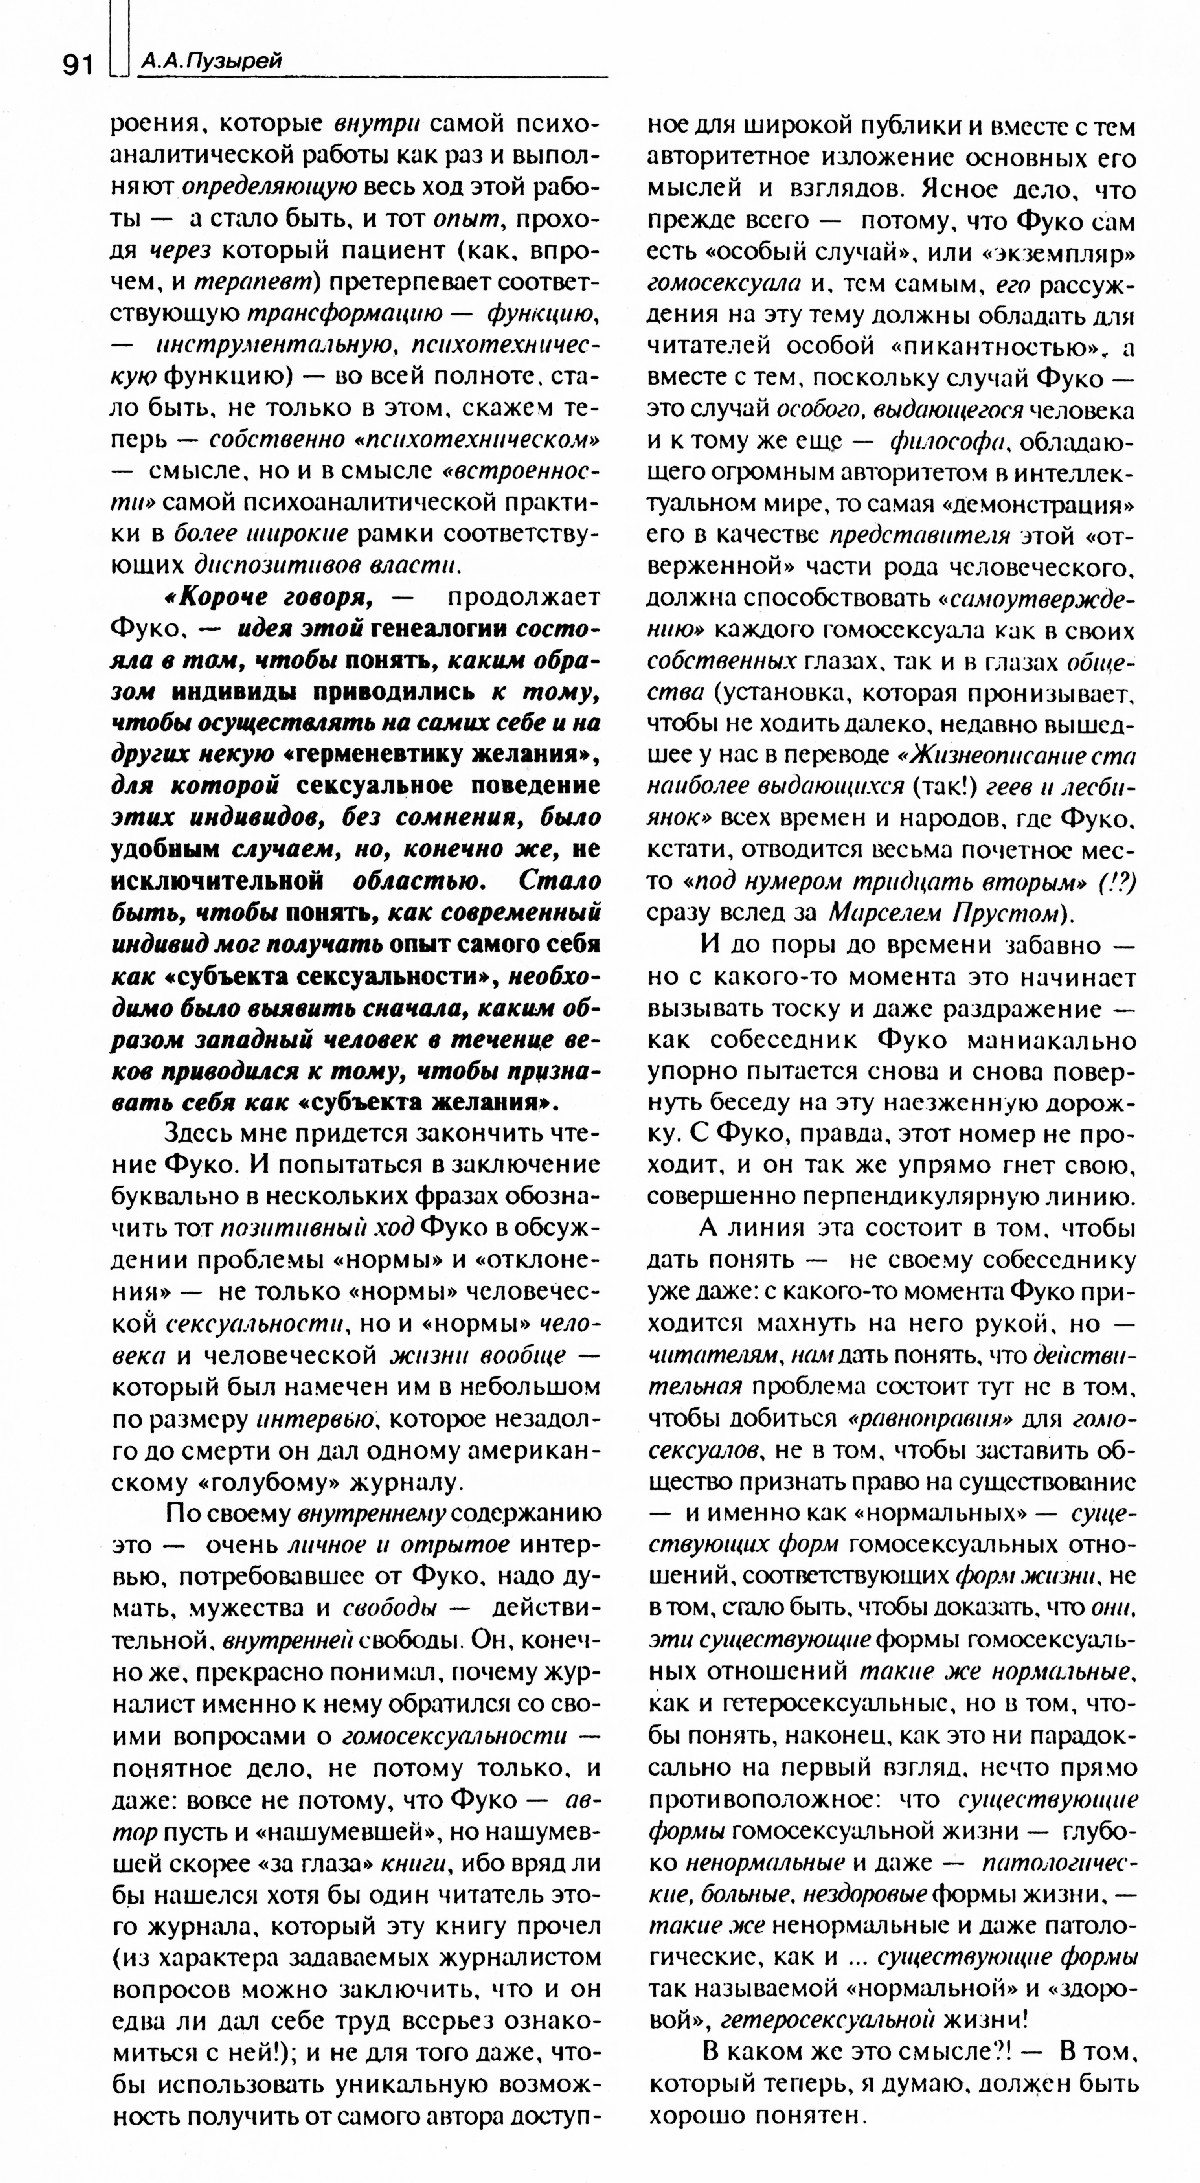 91
А.А.Пузырей
роения, которые внутри самой психо-
аналитической работы как раз и выпол-
няют определяющую весь ход этой рабо-
ты — а стало быть, и тот опыт, прохо-
дя через который пациент (как, впро-
чем, и терапевт) претерпевает соответ-
ствующую трансформацию — функцию,
— инструментальную, психотехничес-
кую функцию) — во всей полноте, ста-
ло быть, не только в этом, скажем те-
перь — собственно «психотехническом»
— смысле, но и в смысле «встроеннос-
ти» самой психоаналитической практи-
ки в более широкие рамки соответству-
ющих диспозитивов власти.
«Короче говоря, — продолжает
Фуко, — идея этой генеалогии состо-
яла в том, чтобы понять, каким обра-
зом индивиды приводились к тому,
чтобы осуществлять на самих себе и на
других некую «герменевтику желания»,
для которой сексуальное поведение
этих индивидов, без сомнения, было
удобным случаем, но, конечно же, не
исключительной областью. Стало
быть, чтобы понять, как современный
индивид мог получать опыт самого себя
как «субъекта сексуальности», необхо-
димо было выявить сначала, каким об-
разом западный человек в течение ве-
ков приводился к тому, чтобы призна-
вать себя как «субъекта желания».
Здесь мне придется закончить чте-
ние Фуко. И попытаться в заключение
буквально в нескольких фразах обозна-
чить тот позитивный ход Фуко в обсуж-
дении проблемы «нормы» и «отклоне-
ния» — не только «нормы» человечес-
кой сексуальности, но и «нормы» чело-
века и человеческой жизни вообще —
который был намечен им в небольшом
по размеру интервью, которое незадол-
го до смерти он дал одному американ-
скому «голубому» журналу.
По своему внутреннему содержанию
это — очень личное и отрытое интер-
вью, потребовавшее от Фуко, надо ду-
мать, мужества и свободы — действи-
тельной, внутренней свободы. Он, конеч-
но же, прекрасно понимал, почему жур-
налист именно к нему обратился со сво-
ими вопросами о гомосексуальности —
понятное дело, не потому только, и
даже: вовсе не потому, что Фуко — ав-
тор пусть и «нашумевшей», но нашумев-
шей скорее «за глаза» книги, ибо вряд ли
бы нашелся хотя бы один читатель это-
го журнала, который эту книгу прочел
(из характера задаваемых журналистом
вопросов можно заключить, что и он
едва ли дал себе труд всерьез ознако-
миться с ней!); и не для того даже, что-
бы использовать уникальную возмож-
ность получить от самого автора доступ-
ное для широкой публики и вместе с тем
авторитетное изложение основных его
мыслей и взглядов. Ясное дело, что
прежде всего — потому, что Фуко сам
есть «особый случай», или «экземпляр»
гомосексуала и, тем самым, его рассуж-
дения на эту тему должны обладать для
читателей особой «пикантностью», а
вместе с тем, поскольку случай Фуко —
это случай особого, выдающегося человека
и к тому же еще — философа, обладаю-
щего огромным авторитетом в интеллек-
туальном мире, то самая «демонстрация»
его в качестве представителя этой «от-
верженной» части рода человеческого,
должна способствовать «самоутвержде-
нию» каждого гомосексуала как в своих
собственных глазах, так и в глазах обще-
ства (установка, которая пронизывает,
чтобы не ходить далеко, недавно вышед-
шее у нас в переводе «Жизнеописание ста
наиболее выдающихся (так!) геев и лесби-
янок» всех времен и народов, где Фуко,
кстати, отводится весьма почетное мес-
то «под нумером тридцать вторым» (!?)
сразу вслед за Марселем Прустом).
И до поры до времени забавно —
но с какого-то момента это начинает
вызывать тоску и даже раздражение —
как собеседник Фуко маниакально
упорно пытается снова и снова повер-
нуть беседу на эту наезженную дорож-
ку. С Фуко, правда, этот номер не про-
ходит, и он так же упрямо гнет свою,
совершенно перпендикулярную линию.
А линия эта состоит в том, чтобы
дать понять — не своему собеседнику
уже даже: с какого-то момента Фуко при-
ходится махнуть на него рукой, но —
читателям, нам дать понять, что действи-
тельная проблема состоит тут не в том,
чтобы добиться «равноправия» для гомо-
сексуалов, не в том, чтобы заставить об-
щество признать право на существование
— и именно как «нормальных» — суще-
ствующих форм гомосексуальных отно-
шений, соответствующих форм жизни, не
в том, стало быть, чтобы доказать, что они,
эти существующие формы гомосексуаль-
ных отношений такие же нормальные,
как и гетеросексуальные, но в том, что-
бы понять, наконец, как это ни парадок-
сально на первый взгляд, нечто прямо
противоположное: что существующие
формы гомосексуальной жизни — глубо-
ко ненормальные и даже — патологичес-
кие, больные, нездоровые формы жизни, —
такие же ненормальные и даже патоло-
гические, как и ... существующие формы
так называемой «нормальной» и «здоро-
вой», гетеросексуальной жизни!
В каком же это смысле?! — В том,
который теперь, я думаю, должен быть
хорошо понятен.